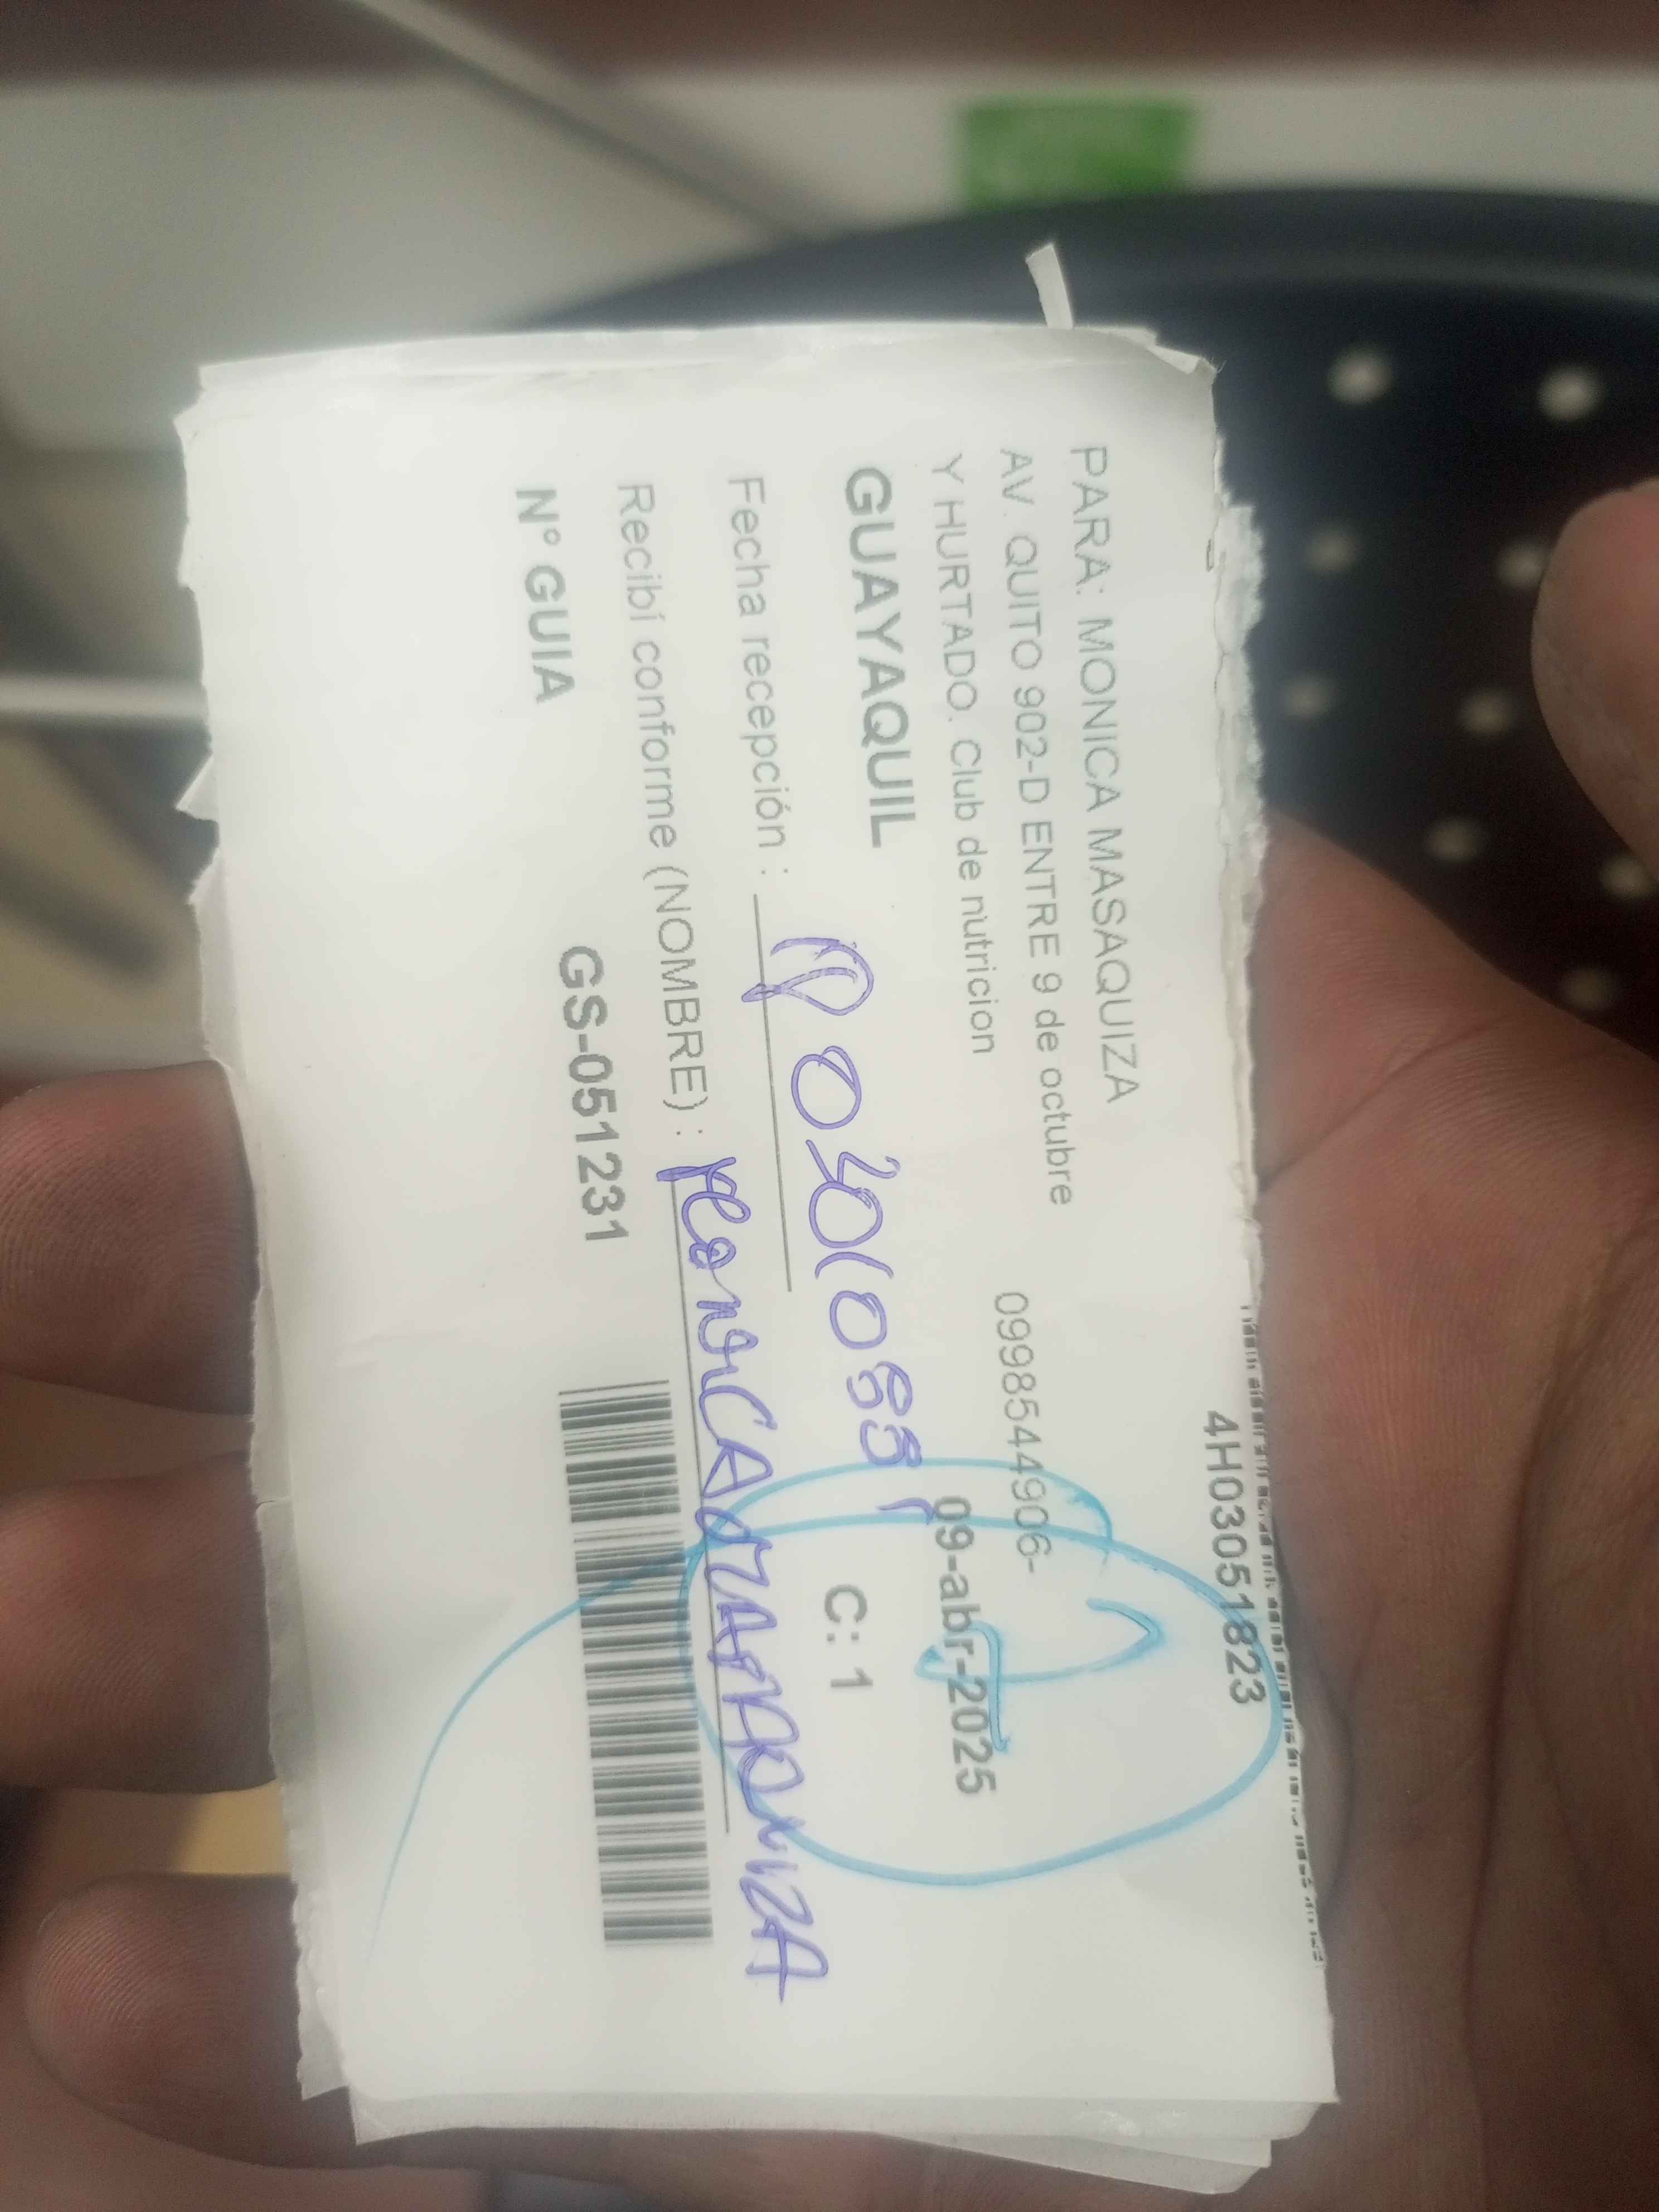 4H03051823
PARA: MONICA MASAQUIZA
AV. QUITO 902-D ENTRE 9 de octubre
0998544906-
Y HURTADO. Club de nutricion
09-abr-2025
GUAYAQUIL
C: 1
Fecha recepción :
Recibí conforme (NOMBRE) :
Nº GUIA
GS-051231